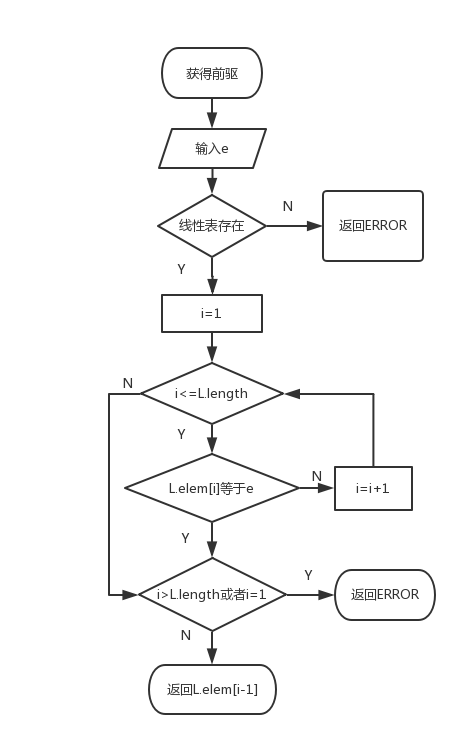 获得前驱
输入e
线性表存在
N
返回ERROR
Y
i=1
N
i<=L.length
Y
L.elem[i]等于e
N
i=i+1
Y
i>L.length或者i=1
Y
返回ERROR
N
返回L.elem[i-1]